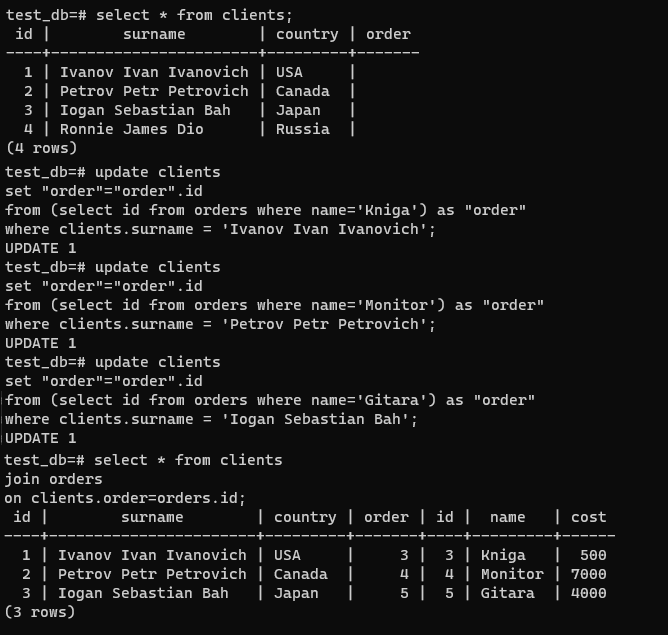 test_db=# select * from clients;
 id |        surname        | country | order
----+-----------------------+---------+-------
  1 | Ivanov Ivan Ivanovich | USA     |
  2 | Petrov Petr Petrovich | Canada  |
  3 | Iogan Sebastian Bah   | Japan   |
  4 | Ronnie James Dio      | Russia  |
(4 rows)
test_db=# update clients
set "order"="order".id
from (select id from orders where name='Kniga') as "order"
where clients.surname = 'Ivanov Ivan Ivanovich';
UPDATE 1
test_db=# update clients
set "order"="order".id
from (select id from orders where name='Monitor') as "order"
where clients.surname = 'Petrov Petr Petrovich';
UPDATE 1
test_db=# update clients
set "order"="order".id
from (select id from orders where name='Gitara') as "order"
where clients.surname = 'Iogan Sebastian Bah';
UPDATE 1
test_db=# select * from clients
join orders
on clients.order=orders.id;
 id |        surname        | country | order | id |  name   | cost
----+-----------------------+---------+-------+----+---------+------
  1 | Ivanov Ivan Ivanovich | USA     |     3 |  3 | Kniga   |  500
  2 | Petrov Petr Petrovich | Canada  |     4 |  4 | Monitor | 7000
  3 | Iogan Sebastian Bah   | Japan   |     5 |  5 | Gitara  | 4000
(3 rows)